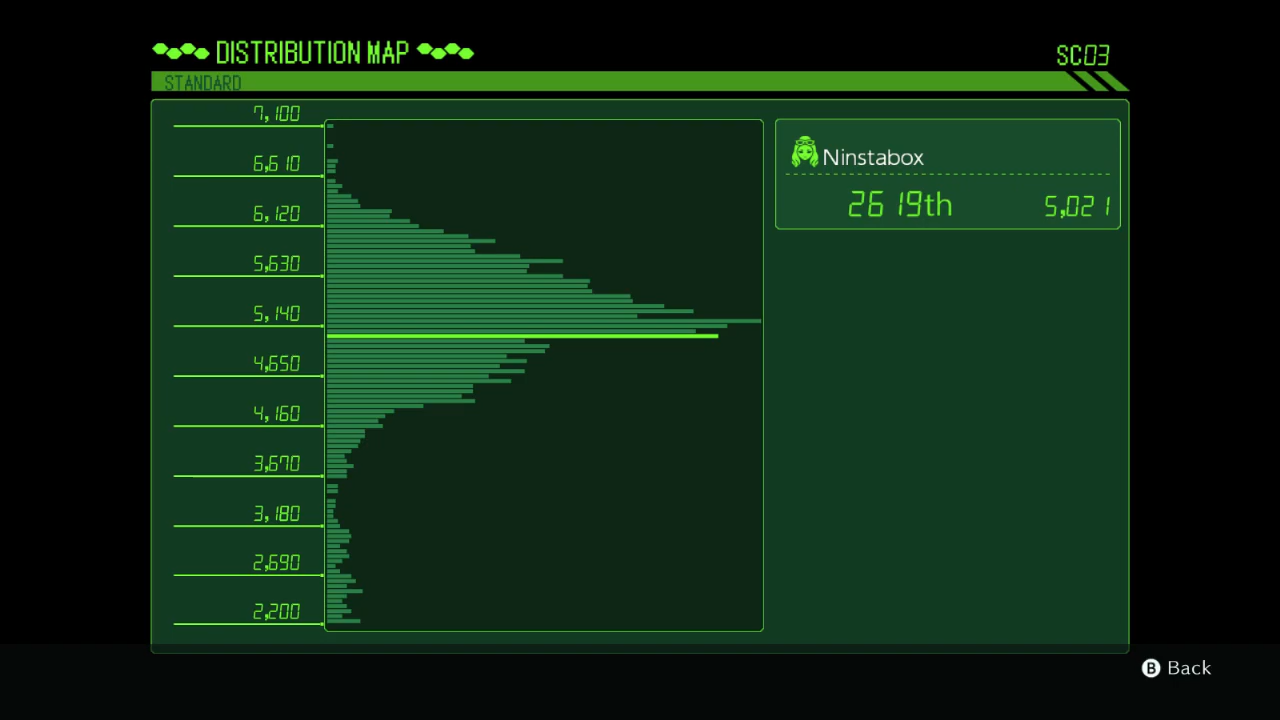 DISTRIBUTION MAP
SC03
STANDARD
7,100
6,610
6,120
5,630
5,140
4,650
4,160
3,670
3,180
2,690
2,200
Ninstabox
2619th 5,021
B Back